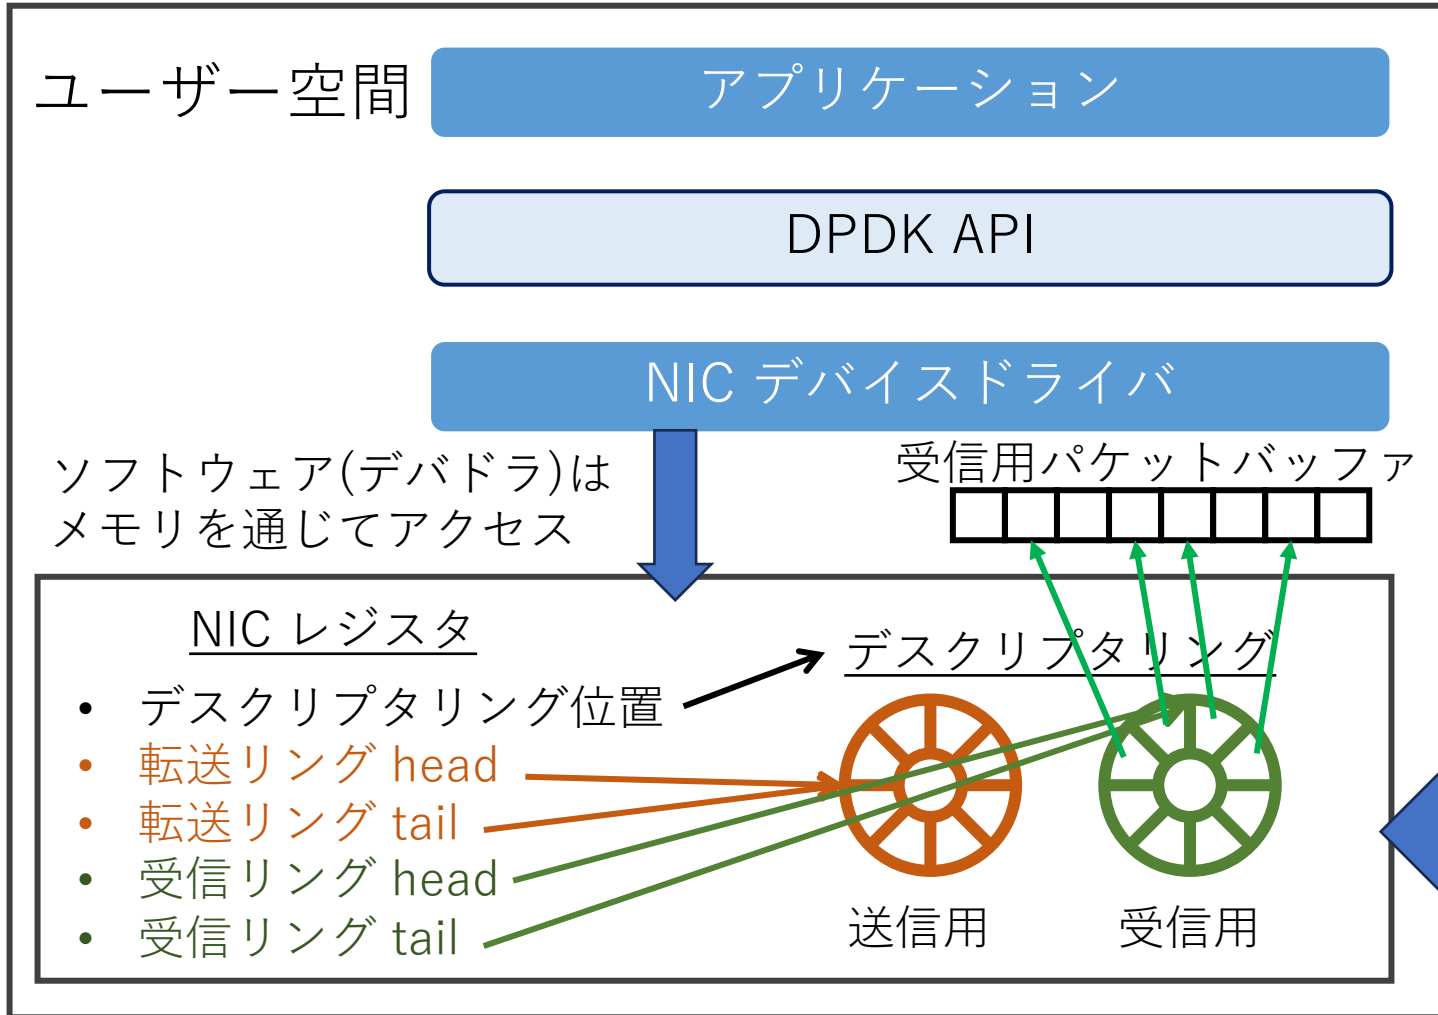 ユーザー空間
アプリケーション
DPDK API
NIC デバイスドライバ
ソフトウェア(デバドラ)は
メモリを通じてアクセス
受信用パケットバッファ
NIC レジスタ
• デスクリプタリング位置
• 転送リング head
• 転送リング tail
• 受信リング head
• 受信リング tail
デスクリプタリング
送信用
受信用